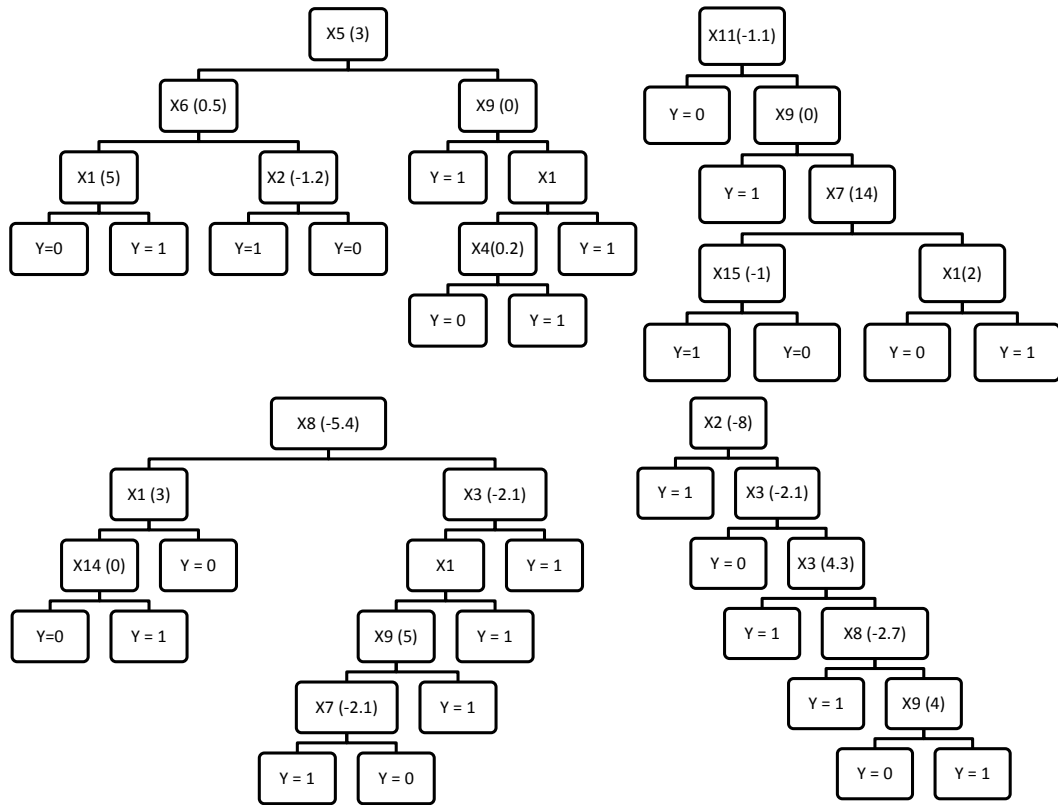 X5 (3)
X6 (0.5)
X9 (0)
X1 (5)
X2 (-1.2)
Y = 1
X1
Y=0
Y = 1
Y=1
Y=0
X4(0.2)
Y = 1
Y = 0
Y = 1
X11(-1.1)
Y = 0
X9 (0)
Y = 1
X7 (14)
X15 (-1)
X1(2)
Y=1
Y=0
Y = 0
Y = 1
X8 (-5.4)
X1 (3)
X3 (-2.1)
X14 (0)
Y = 0
X1
Y = 1
Y=0
Y = 1
X9 (5)
Y = 1
X7 (-2.1)
Y = 1
Y = 1
Y = 0
X2 (-8)
Y = 1
X3 (-2.1)
Y = 0
X3 (4.3)
Y = 1
X8 (-2.7)
Y = 1
X9 (4)
Y = 0
Y = 1